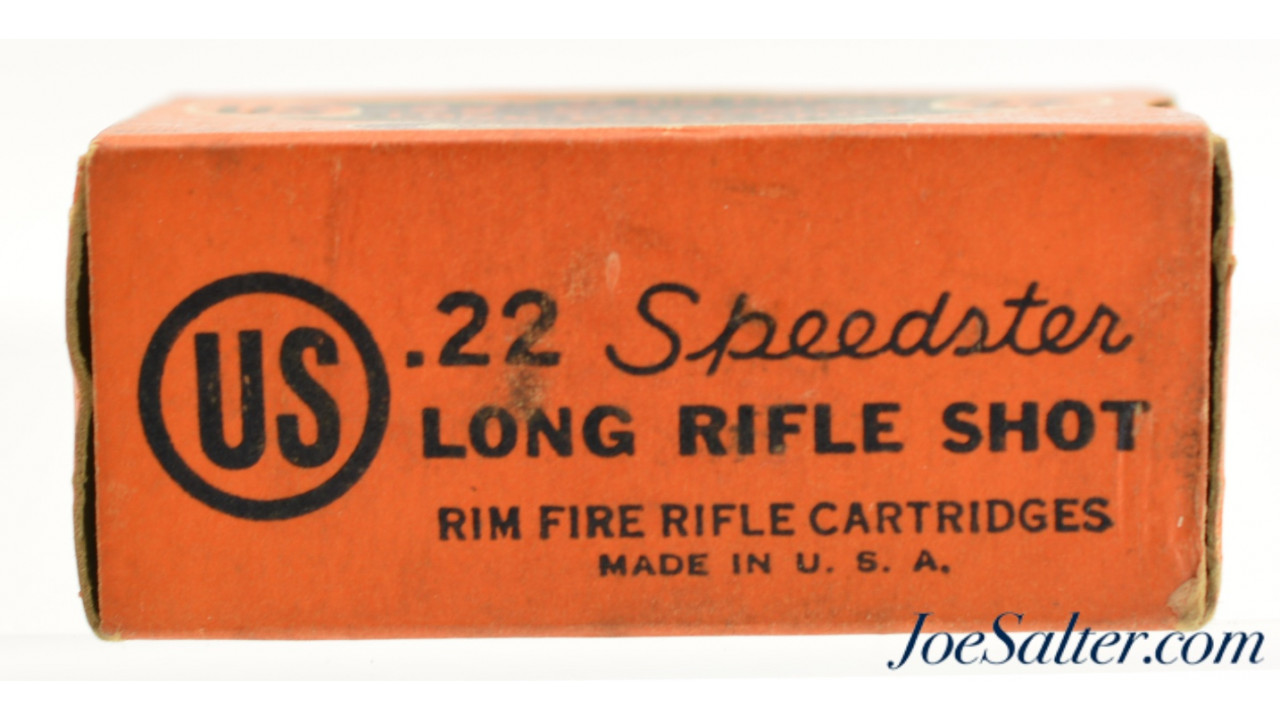 US
.22 Speedster
LONG RIFLE SHOT
RIM FIRE RIFLE CARTRIDGES
MADE IN U. S. A.
JoeSalter.com